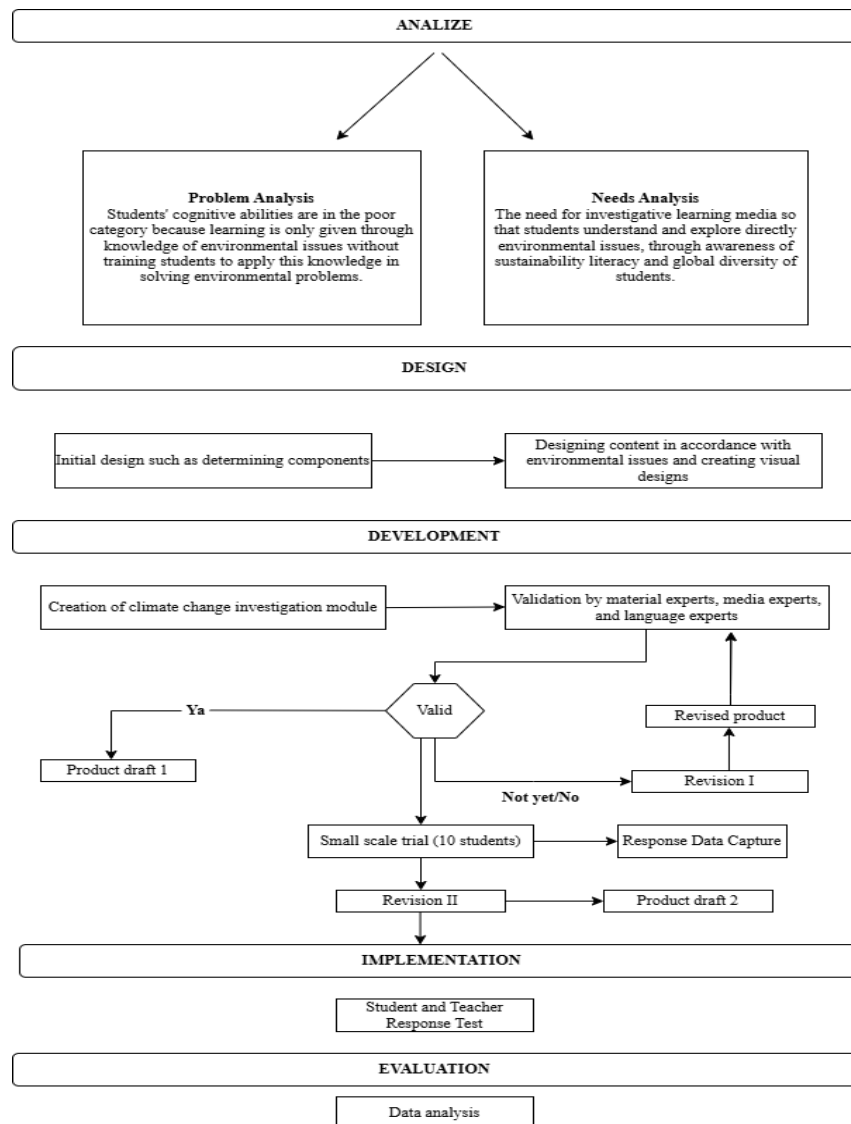 ANALIZE
Problem Analysis
Students' cognitive abilities are in the poor
category because learning is only given through
knowledge of environmental issues without
training students to apply this knowledge in
solving environmental problems.
Needs Analysis
The need for investigative learning media so
that students understand and explore directly
environmental issues, through awareness of
sustainability literacy and global diversity of
students.
DESIGN
Initial design such as determining components
Designing content in accordance with
environmental issues and creating visual
designs
DEVELOPMENT
Creation of climate change investigation module
Validation by material experts, media experts,
and language experts
Ya
Valid
Revised product
Product draft 1
Not yet/No
Revision I
Small scale trial (10 students)
Response Data Capture
Revision II
Product draft 2
IMPLEMENTATION
Student and Teacher
Response Test
EVALUATION
Data analysis